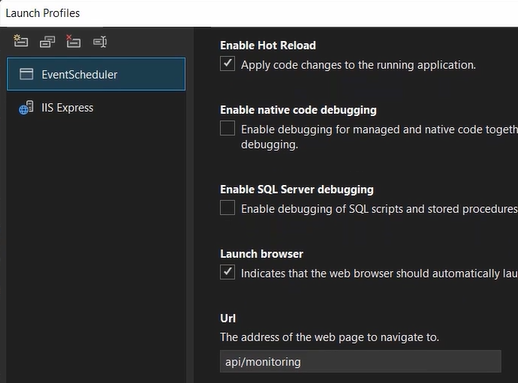 Launch Profiles
EventScheduler
IIS Express
Enable Hot Reload
Apply code changes to the running application.
Enable native code debugging
Enable debugging for managed and native code togeth
debugging.
Enable SQL Server debugging
Enable debugging of SQL scripts and stored procedures
Launch browser
Indicates that the web browser should automatically lau
Url
The address of the web page to navigate to.
api/monitoring